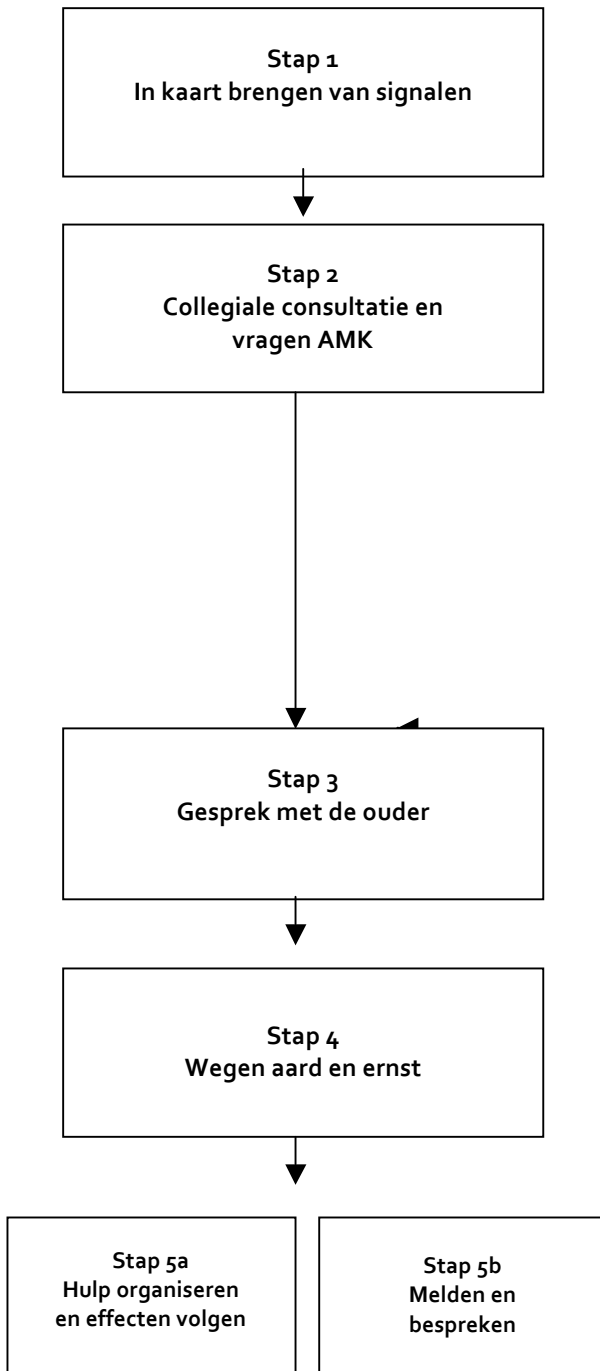 Stap 1
In kaart brengen van signalen
Stap 2
Collegiale consultatie en
vragen AMK
Stap 3
Gesprek met de ouder
Stap 4
Wegen aard en ernst
Stap 5a
Hulp organiseren
en effecten volgen
Stap 5b
Melden en
bespreken